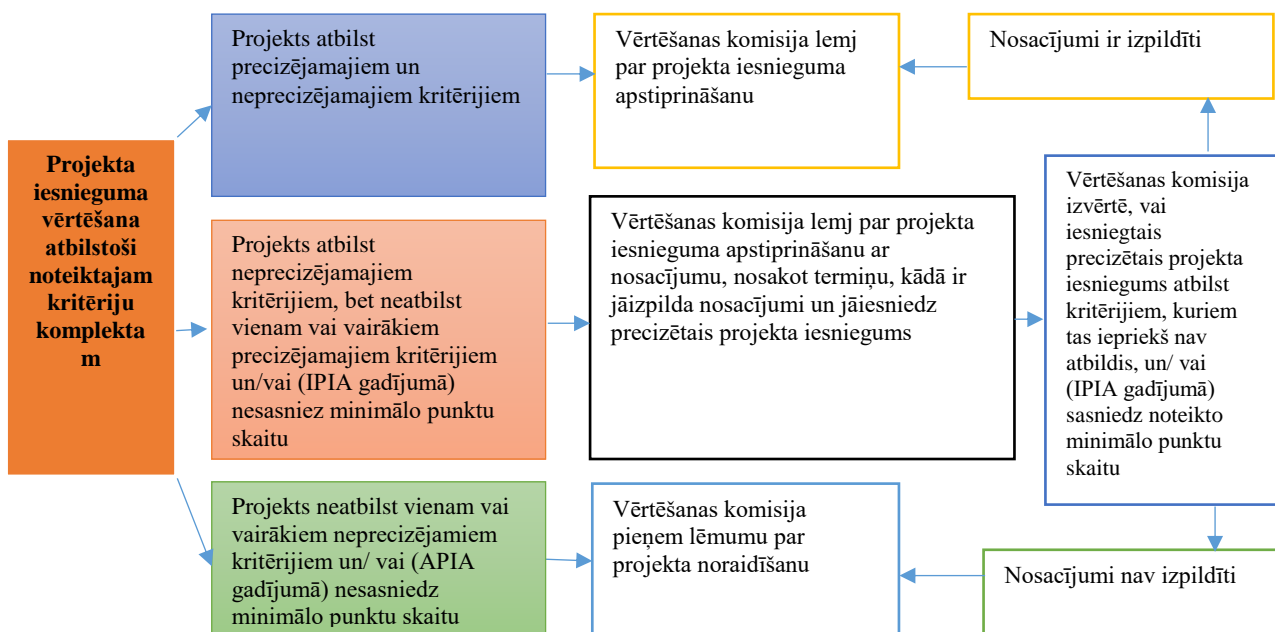 Projekta
iesnieguma
vērtēšana
atbilstoši
noteiktajam
kritēriju
komplekta
m
Projekts atbilst
precizējamajiem un
neprecizējamajiem kritērijiem
Vērtēšanas komisija lemj
par projekta iesnieguma
apstiprināšanu
Nosacījumi ir izpildīti
Projekts atbilst
neprecizējamajiem
kritērijiem, bet neatbilst
vienam vai vairākiem
precizējamajiem kritērijiem
un/vai (IPIA gadījumā)
nesasniez minimālo punktu
skaitu
Vērtēšanas komisija lemj par projekta
iesnieguma apstiprināšanu ar
nosacījumu, nosakot termiņu, kādā ir
jāizpilda nosacījumi un jāiesniedz
precizētais projekta iesniegums
Vērtēšanas komisija
izvērtē, vai
iesniegtais
precizētais projekta
iesniegums atbilst
kritērijiem, kuriem
tas iepriekš nav
atbildis, un/ vai
(IPIA gadījumā)
sasniedz noteikto
minimālo punktu
skaitu
Projekts neatbilst vienam vai
vairākiem neprecizējamiem
kritērijiem un/ vai (APIA
gadījumā) nesasniedz
minimālo punktu skaitu
Vērtēšanas komisija
pieņem lēmumu par
projekta noraidīšanu
Nosacījumi nav izpildīti